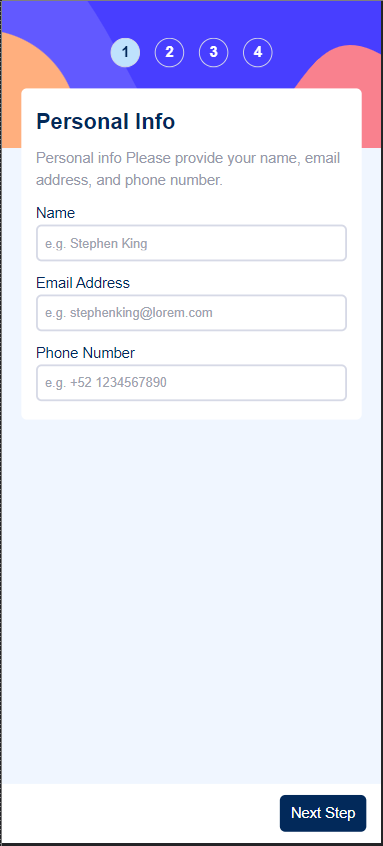 1 2 3 4
Personal Info
Personal info Please provide your name, email
address, and phone number.
Name
e.g. Stephen King
Email Address
e.g. stephenking@lorem.com
Phone Number
e.g. +52 1234567890
Next Step